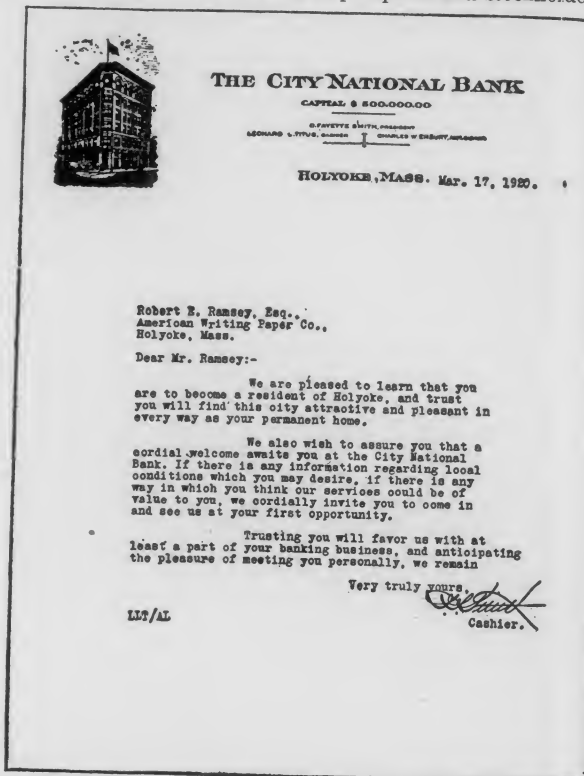 THE CITY NATIONAL BANK
CAPITAL $ 500.000.00
D. FAYETTE SMITH, PRESIDENT
LEONARD L. TITUS, CASHIER CHARLES W
HOLYOKE, MASS. Mar. 17, 1920.
Robert E. Ramsey, Esq.,
American Writing Paper Co.,
Holyoke, Mass.
Dear Mr. Ramsey:-
We are pleased to learn that you
are to become a resident of Holyoke, and trust
you will find this city attractive and pleasant in
every way as your permanent home.
We also wish to assure you that a
cordial welcome awaits you at the City National
Bank. If there is any information regarding local
conditions which you may desire, if there is any
way in which you think our services could be of
value to you, we cordially invite you to come in
and see us at your first opportunity.
Trusting you will favor us with at
least a part of your banking business, and anticipating
the pleasure of meeting you personally, we remain
Very truly yours,
Cashier.
LLT/AL